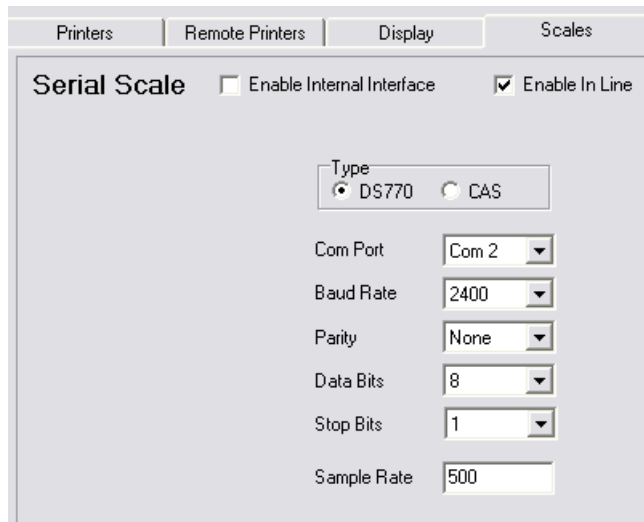 Printers Remote Printers Display Scales
Serial Scale Enable Internal Interface Enable In Line
Type
DS770 CAS
Com Port Com 2
Baud Rate 2400
Parity None
Data Bits 8
Stop Bits 1
Sample Rate 500